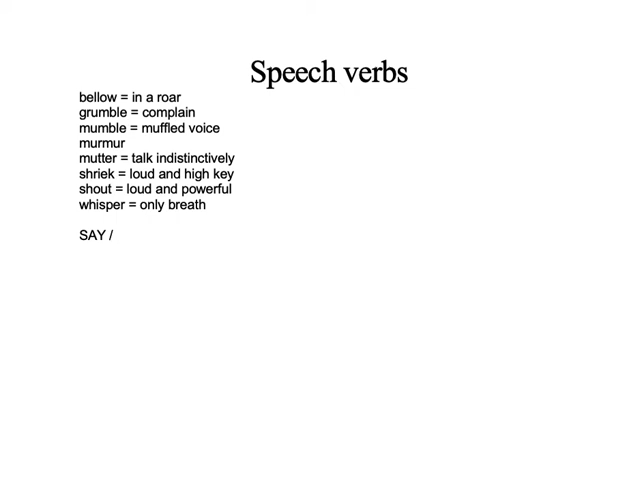 Speech verbs
bellow = in a roar
grumble = complain
mumble = muffled voice
murmur
mutter = talk indistinctively
shriek = loud and high key
shout = loud and powerful
whisper = only breath
SAY /